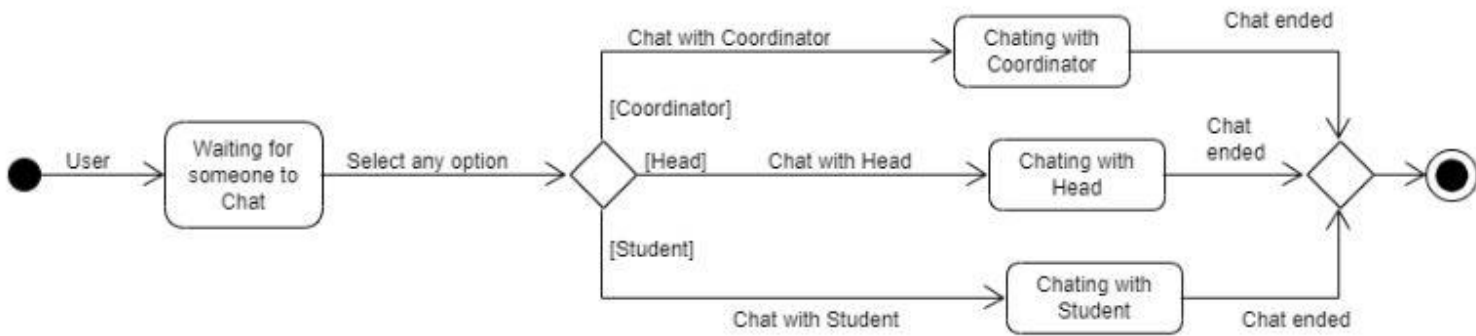 User
Waiting for
someone to
Chat
Select any option
Chat with Coordinator
[Coordinator]
[Head]
Chat with Head
[Student]
Chat with Student
Chating with
Coordinator
Chating with
Head
Chating with
Student
Chat ended
Chat
ended
Chat ended